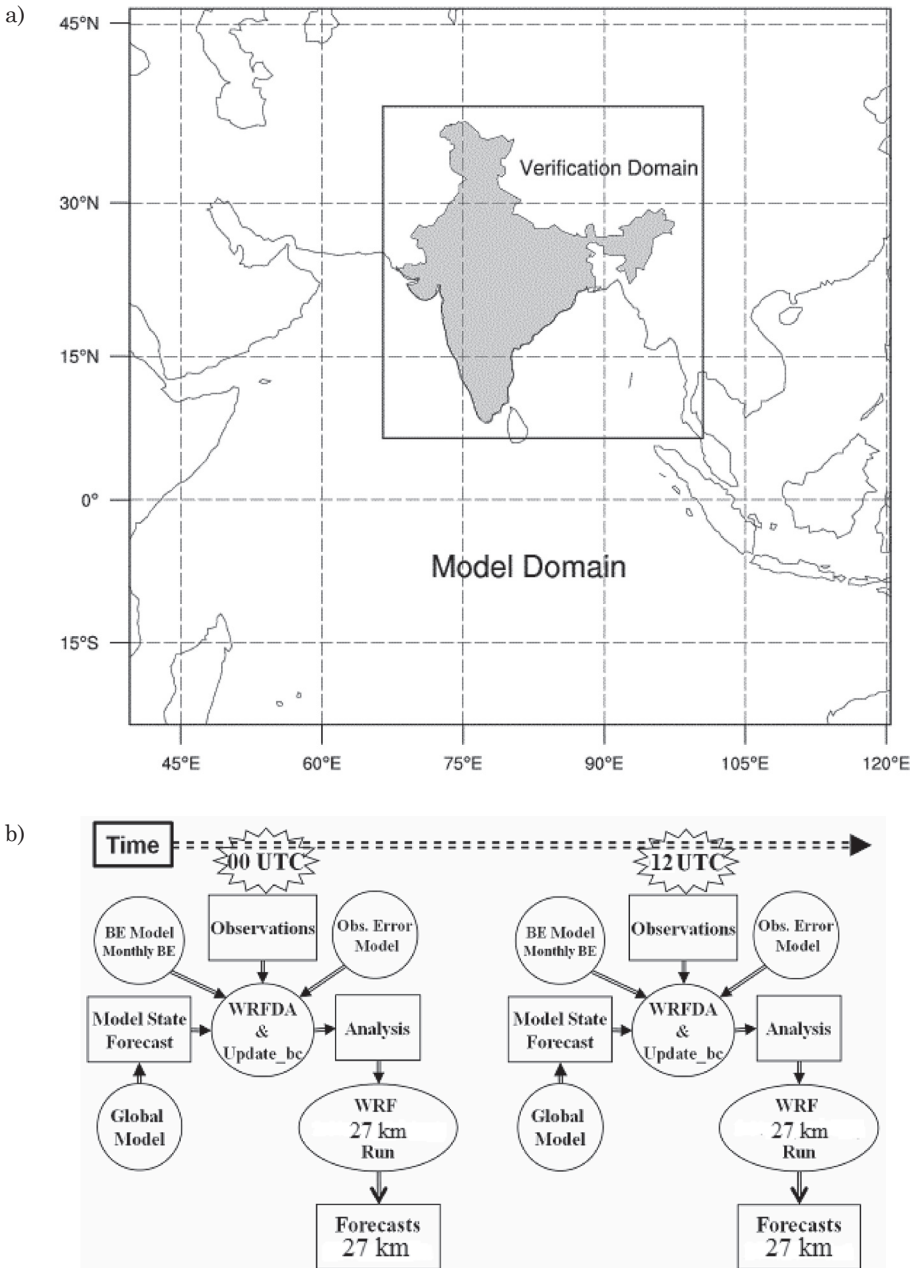 a)
45°N
30°N
15°N
0°
15°S
Verification Domain
Model Domain
45°E 60°E 75°E 90°E 105°E 120°E
b)
Time
00 UTC
12 UTC
BE Model
Monthly BE
Observations
Obs. Error
Model
Model State
Forecast
WRFDA
&
Update_bc
Analysis
Global
Model
WRF
27 km
Run
Forecasts
27 km
BE Model
Monthly BE
Observations
Obs. Error
Model
Model State
Forecast
WRFDA
&
Update_bc
Analysis
Global
Model
WRF
27 km
Run
Forecasts
27 km